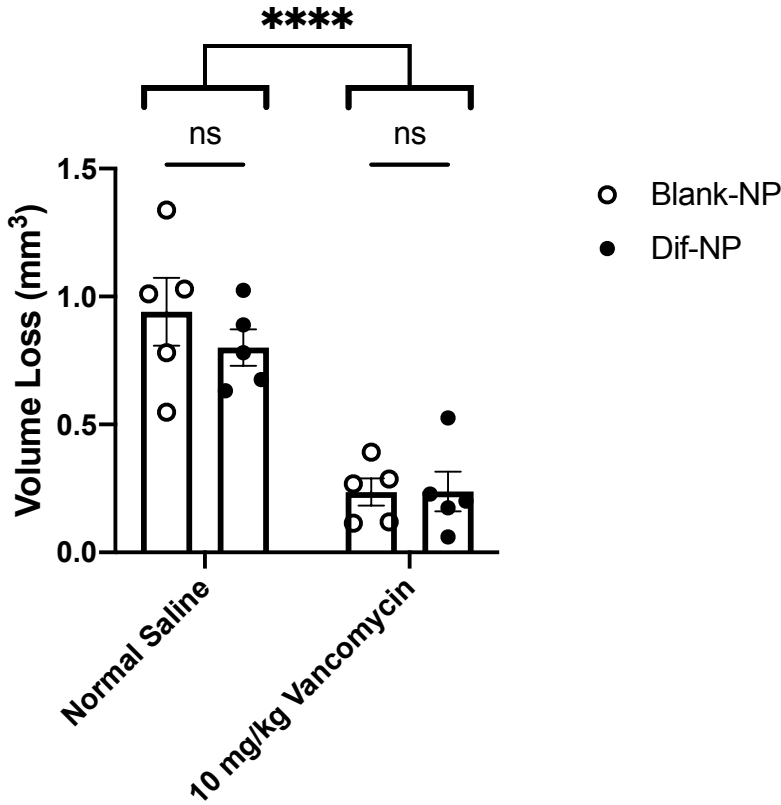 ****
ns ns
1.5
1.0
0.5
0.0
Volume Loss (mm³)
Normal Saline
10 mg/kg Vancomycin
Blank-NP
Dif-NP